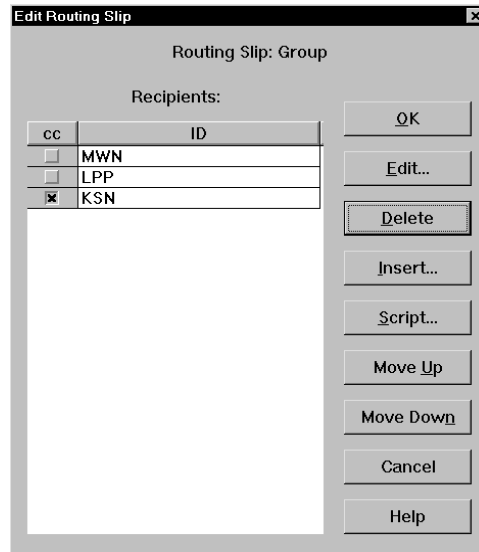 Edit Routing Slip
Routing Slip: Group
Recipients:
cc ID
MWN
LPP
KSN
OK
Edit...
Delete
Insert...
Script...
Move Up
Move Down
Cancel
Help